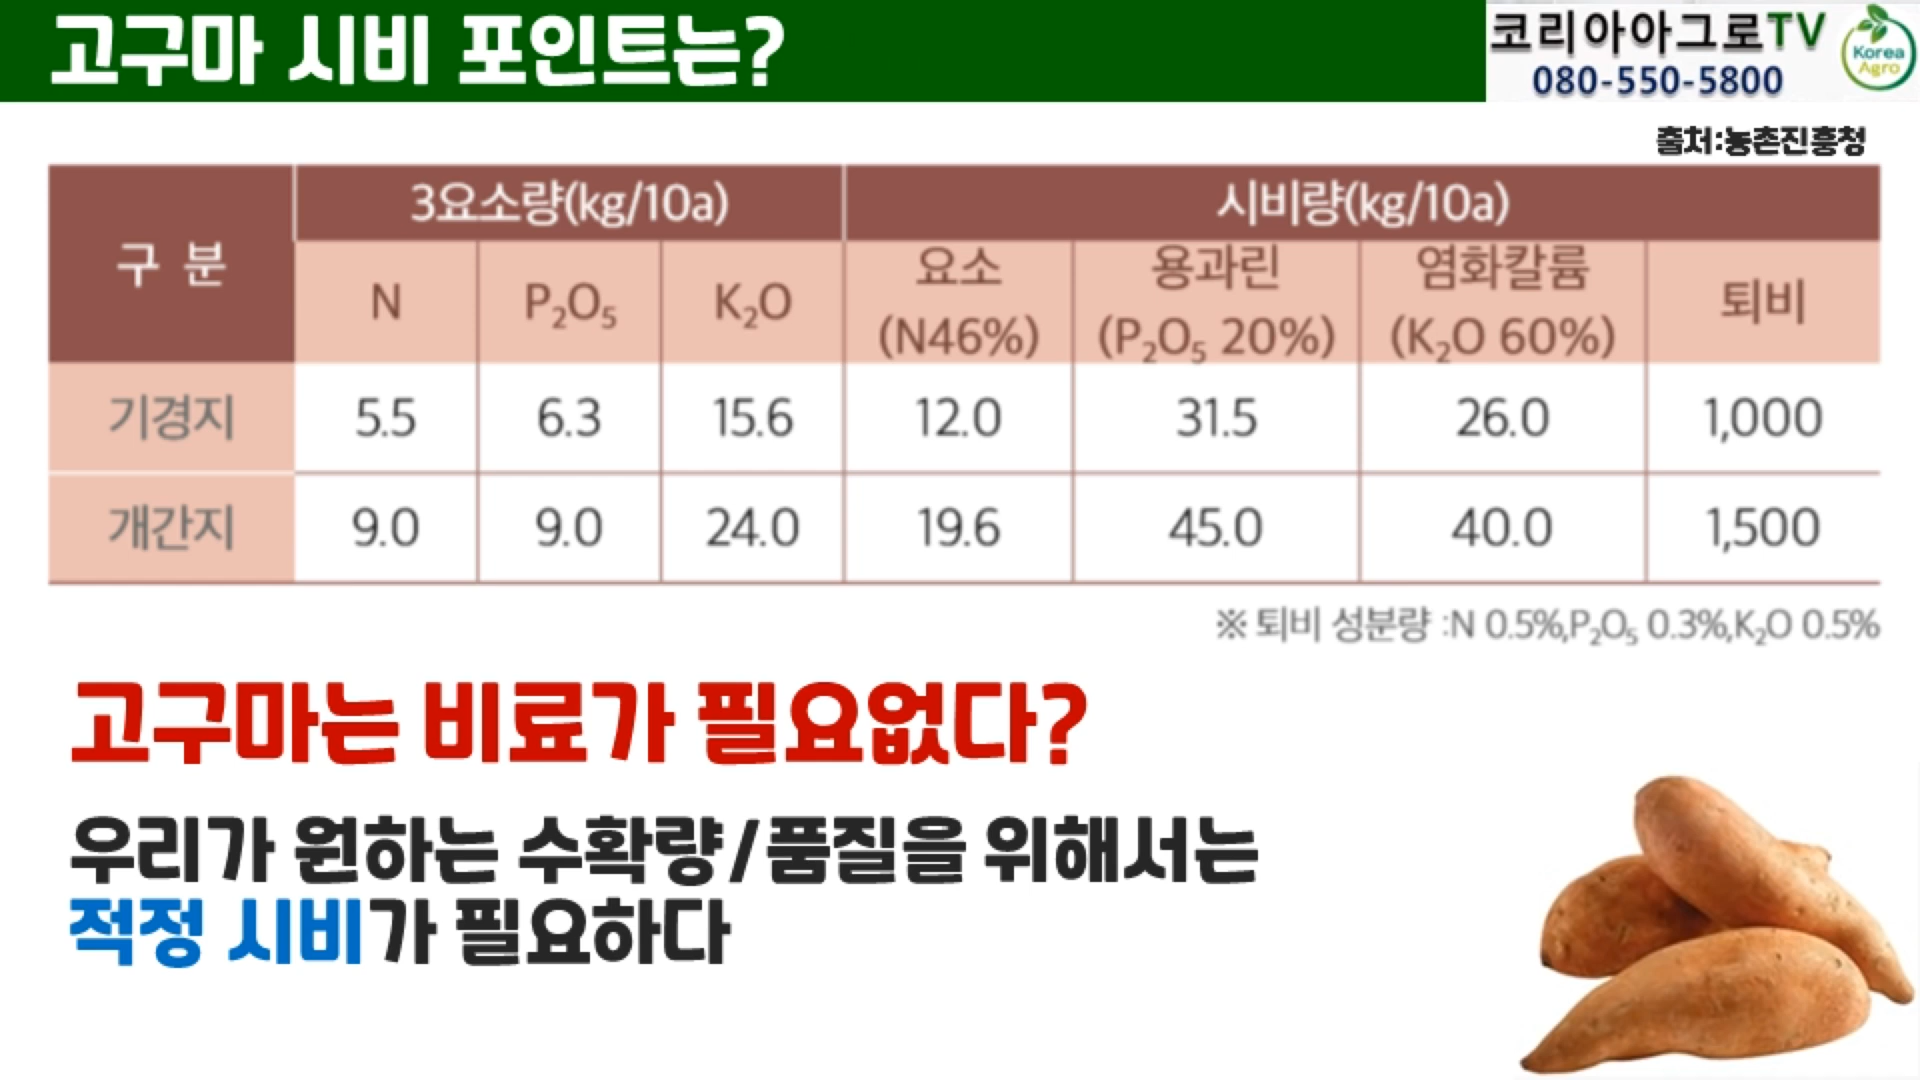 고구마 시비 포인트는?
코리아아그로TV
080-550-5800
Korea
Agro
출처:농촌진흥청
구 분 3요소량(kg/10a) 시비량(kg/10a)
N P₂O₅ K₂O 요소 (N46%) 용과린 (P₂O₅ 20%) 염화칼륨 (K₂O 60%) 퇴비
기경지 5.5 6.3 15.6 12.0 31.5 26.0 1,000
개간지 9.0 9.0 24.0 19.6 45.0 40.0 1,500
※ 퇴비 성분량 :N 0.5%,P₂O₅ 0.3%,K₂O 0.5%
고구마는 비료가 필요없다?
우리가 원하는 수확량/품질을 위해서는
적정 시비가 필요하다